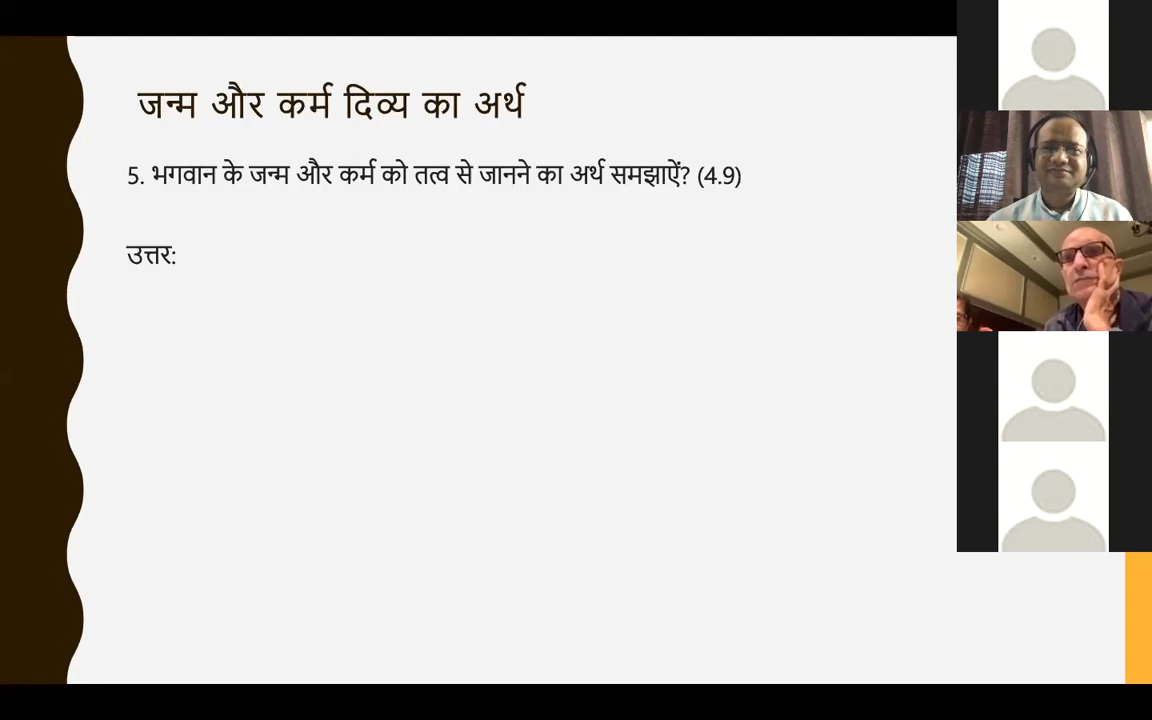 जन्म और कर्म दिव्य का अर्थ
5. भगवान के जन्म और कर्म को तत्व से जानने का अर्थ समझाऐं? (4.9)
उत्तर: